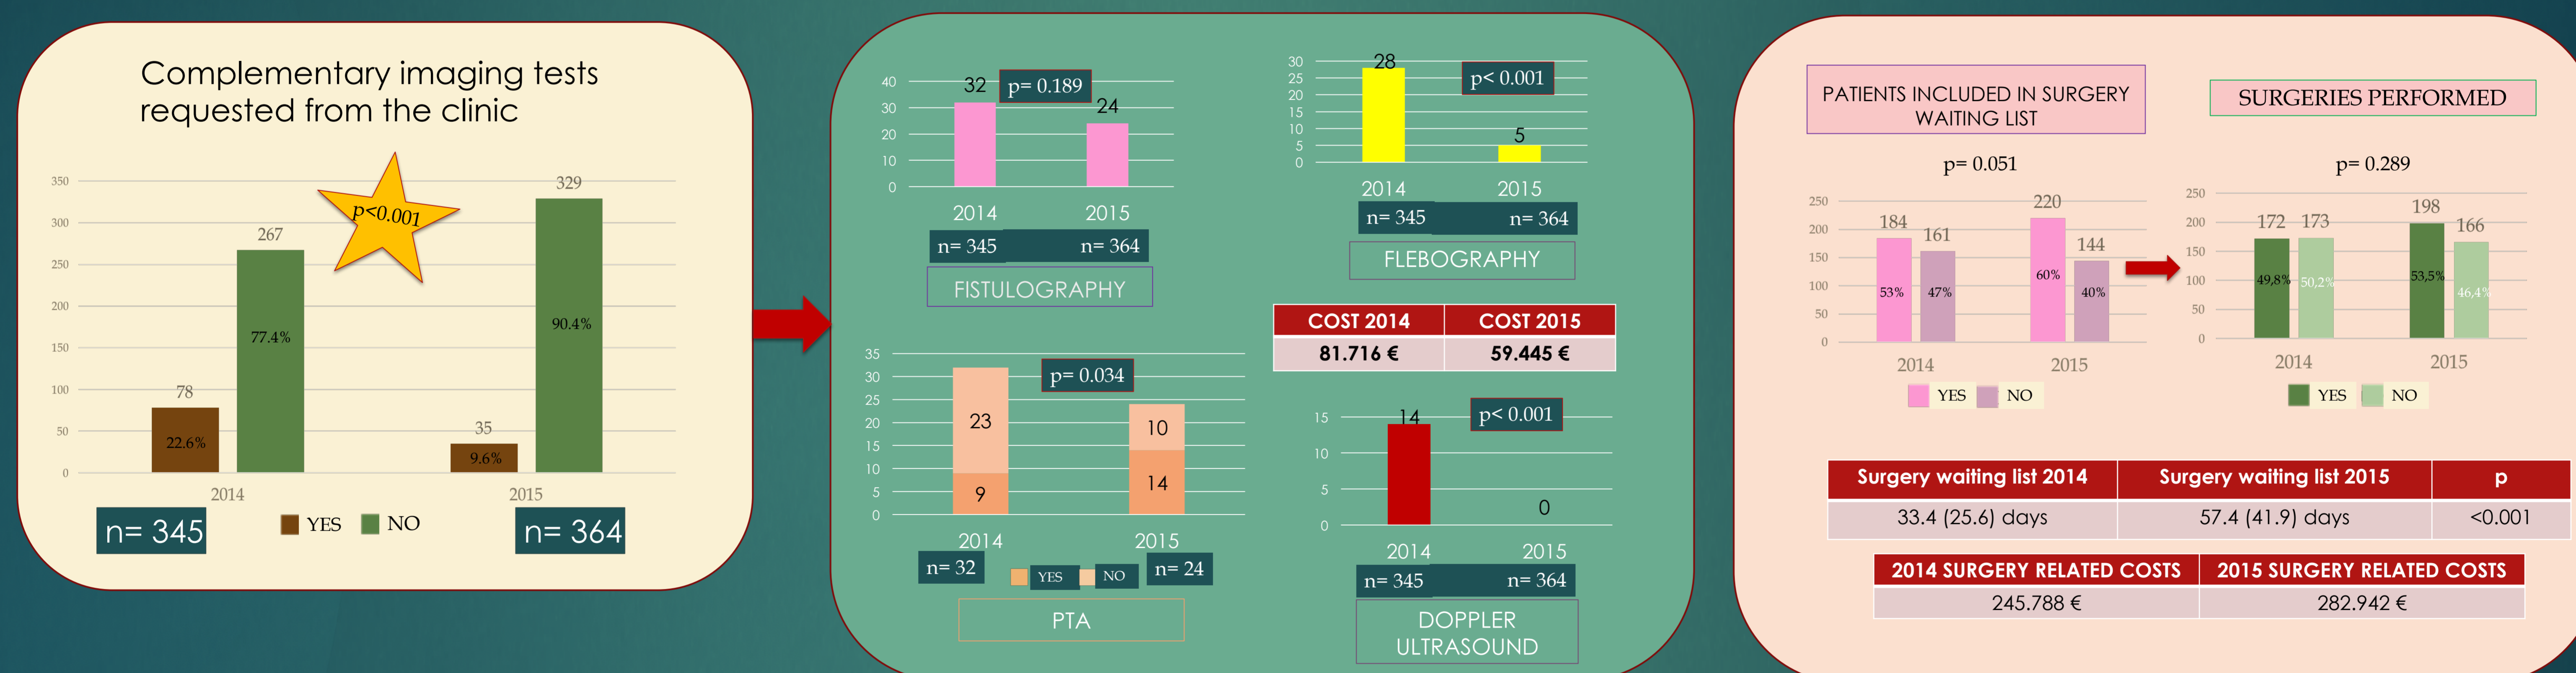 Complementary imaging tests
requested from the clinic
350
300
250
200
150
100
50
0
p<0.001
78
267
35
329
22.6%
77.4%
9.6%
90.4%
2014
2015
n= 345
YES
NO
n= 364
40
30
20
10
0
32
p= 0.189
24
2014
2015
n= 345
n= 364
FISTULOGRAPHY
30
25
20
15
10
5
0
28
p< 0.001
5
2014
2015
n= 345
n= 364
FLEBOGRAPHY
COST 2014
COST 2015
81.716 €
59.445 €
35
30
25
20
15
10
5
0
p= 0.034
23
9
10
14
2014
2015
n= 32
YES
NO
n= 24
PTA
15
10
5
0
14
p< 0.001
0
2014
2015
n= 345
n= 364
DOPPLER
ULTRASOUND
PATIENTS INCLUDED IN SURGERY
WAITING LIST
p= 0.051
250
200
150
100
50
0
184
161
220
144
53%
47%
60%
40%
2014
2015
YES
NO
SURGERIES PERFORMED
p= 0.289
250
200
150
100
50
0
172
173
198
166
49,8%
50,2%
53,5%
46,4%
2014
2015
YES
NO
Surgery waiting list 2014
Surgery waiting list 2015
p
33.4 (25.6) days
57.4 (41.9) days
<0.001
2014 SURGERY RELATED COSTS
2015 SURGERY RELATED COSTS
245.788 €
282.942 €